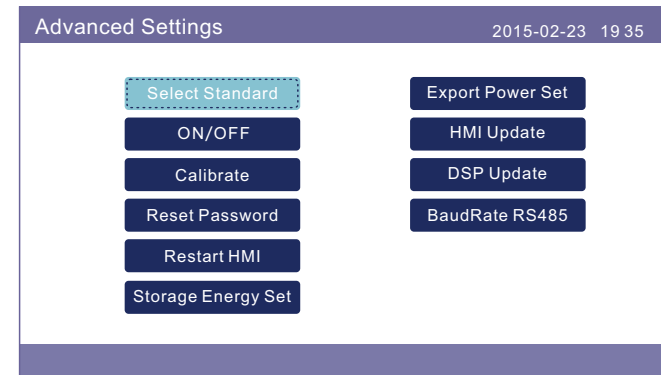 Advanced Settings
2015-02-23 19 35
Select Standard
ON/OFF
Calibrate
Reset Password
Restart HMI
Storage Energy Set
Export Power Set
HMI Update
DSP Update
BaudRate RS485